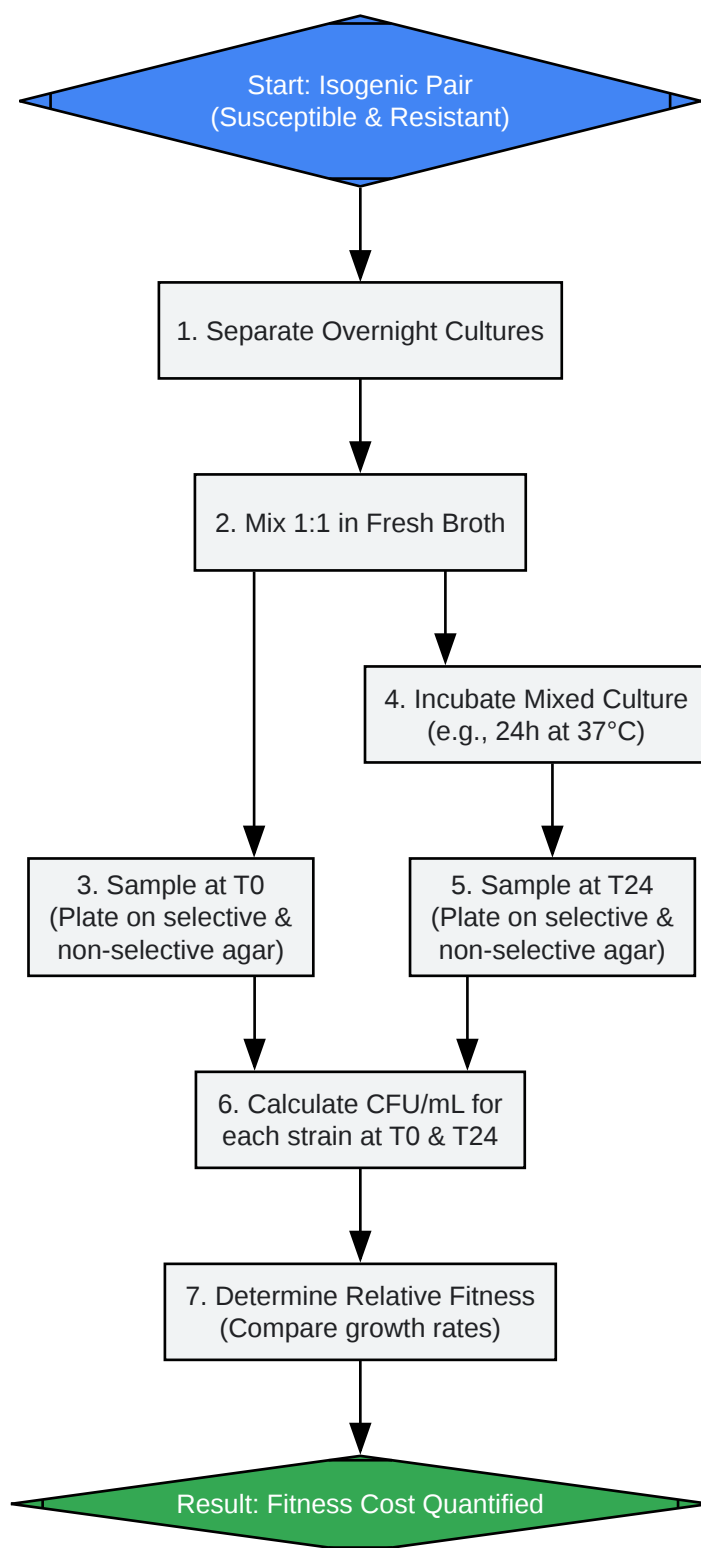 Start: Isogenic Pair
(Susceptible & Resistant)
1. Separate Overnight Cultures
2. Mix 1:1 in Fresh Broth
4. Incubate Mixed Culture
(e.g., 24h at 37°C)
3. Sample at T0
(Plate on selective &
non-selective agar)
5. Sample at T24
(Plate on selective &
non-selective agar)
6. Calculate CFU/mL for
each strain at T0 & T24
7. Determine Relative Fitness
(Compare growth rates)
Result: Fitness Cost Quantified